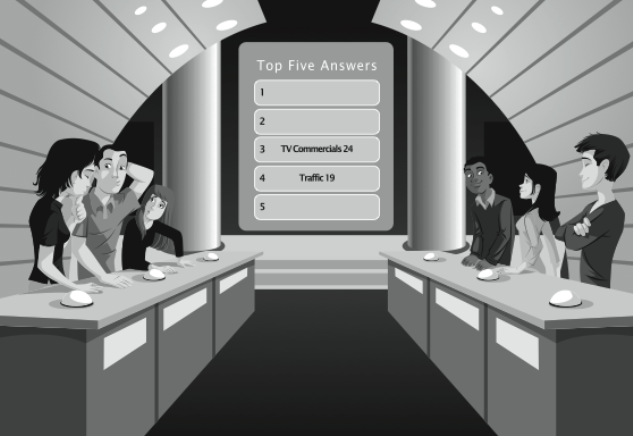 Top Five Answers
1
2
3 TV Commercials 24
4 Traffic 19
5